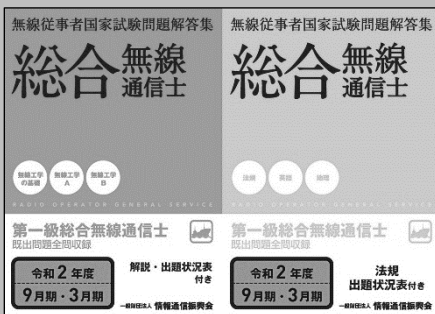 無線従事者国家試験問題解答集
総合無線通信士
無線工学の基礎
無線工学A
無線工学B
RADIO OPERATOR GENERAL SERVICE
第一級総合無線通信士
既出問題全問収録
令和2年度
9月期・3月期
解説・出題状況表付き
一般財団法人 情報通信振興会
無線従事者国家試験問題解答集
総合無線通信士
法規
英語
地理
RADIO OPERATOR GENERAL SERVICE
第一級総合無線通信士
既出問題全問収録
令和2年度
9月期・3月期
法規
出題状況表付き
一般財団法人 情報通信振興会